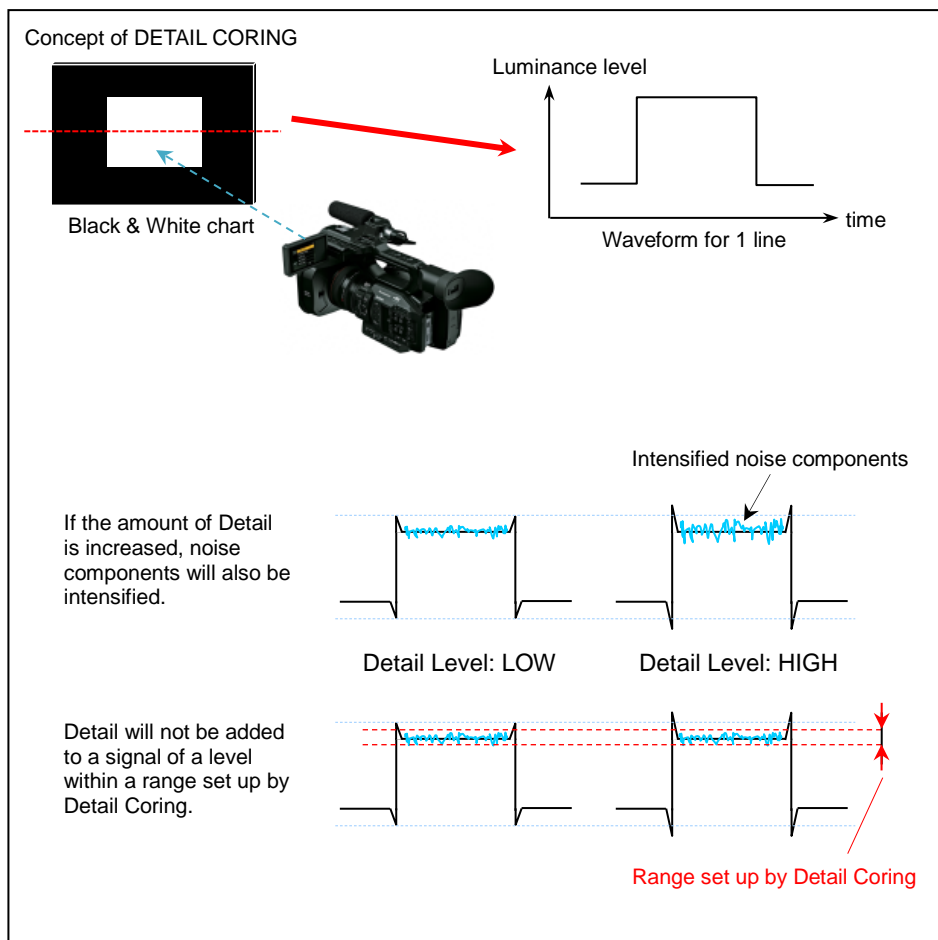 Concept of DETAIL CORING
Luminance level
Black & White chart
time
Waveform for 1 line
Intensified noise components
If the amount of Detail
is increased, noise
components will also be
intensified.
Detail Level: LOW
Detail Level: HIGH
Detail will not be added
to a signal of a level
within a range set up by
Detail Coring.
Range set up by Detail Coring